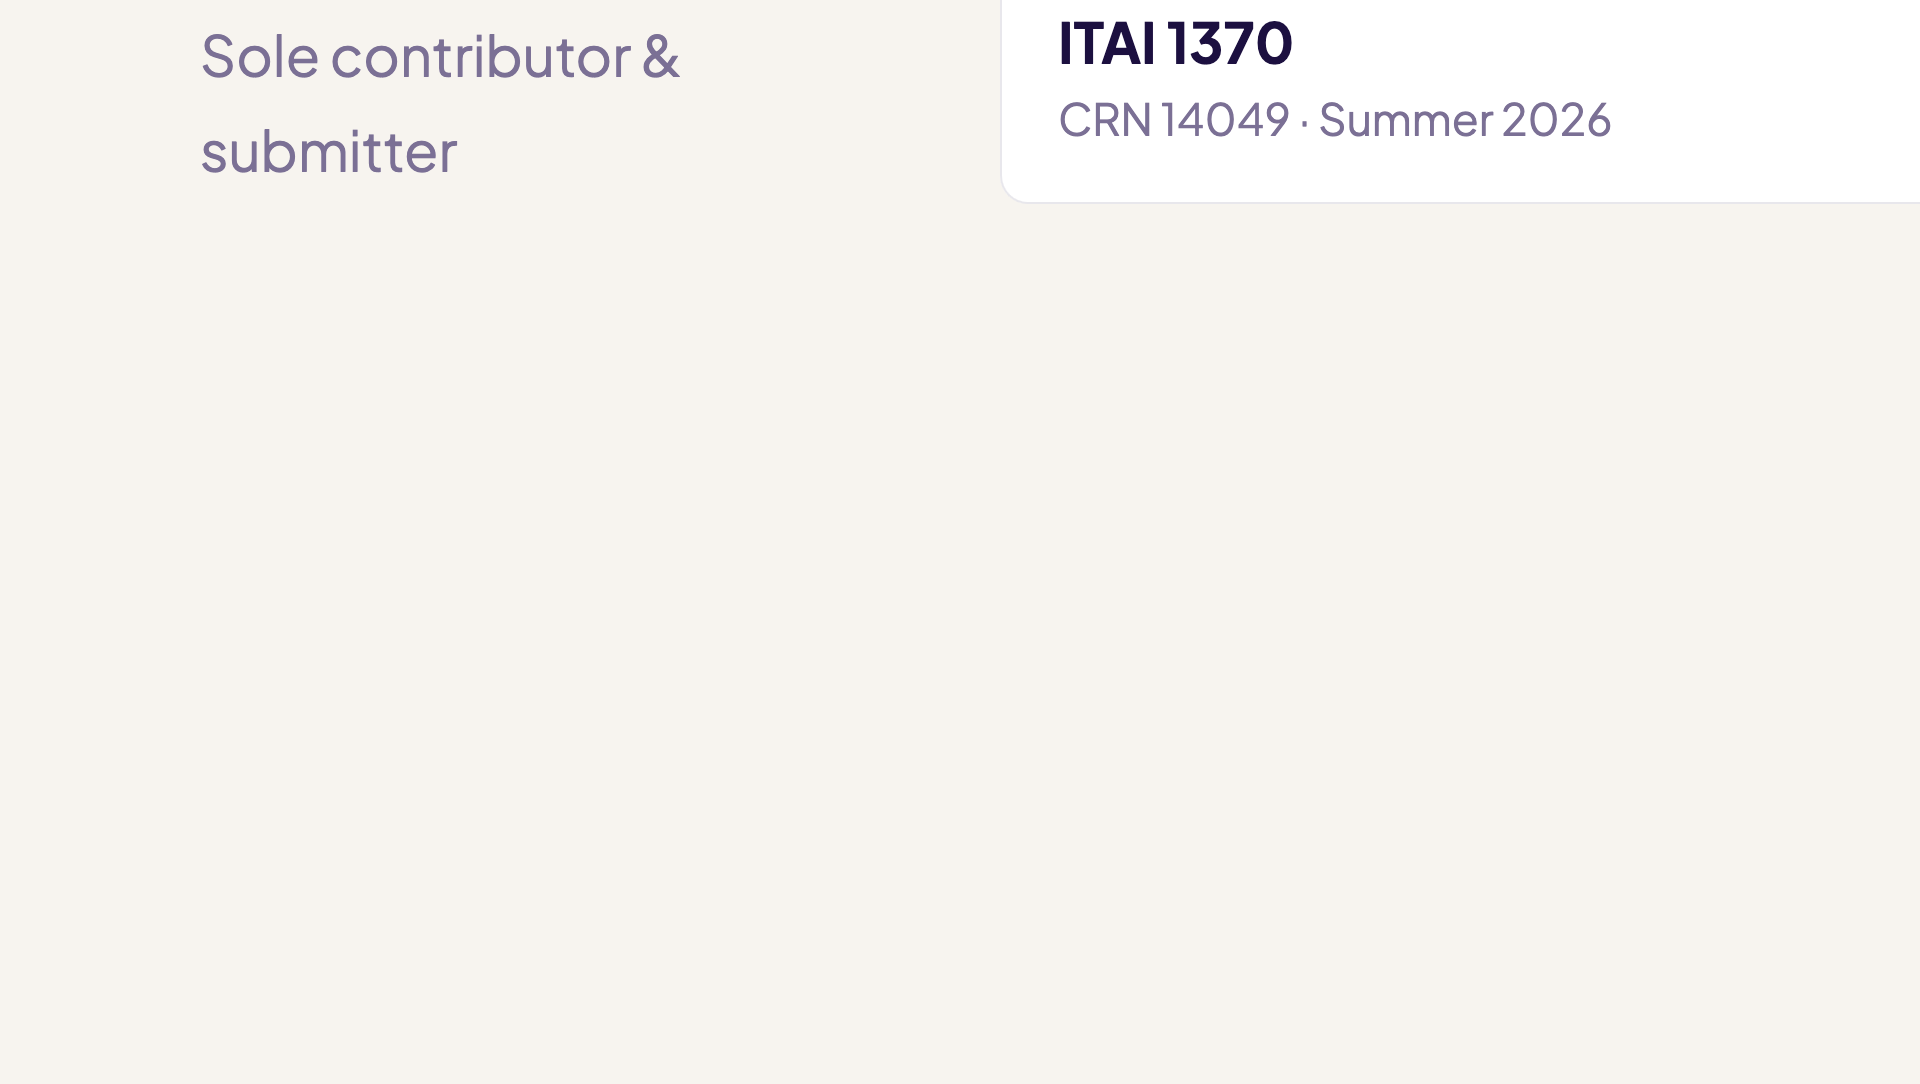 Sole contributor &
submitter
ITAI 1370
CRN 14049 · Summer 2026